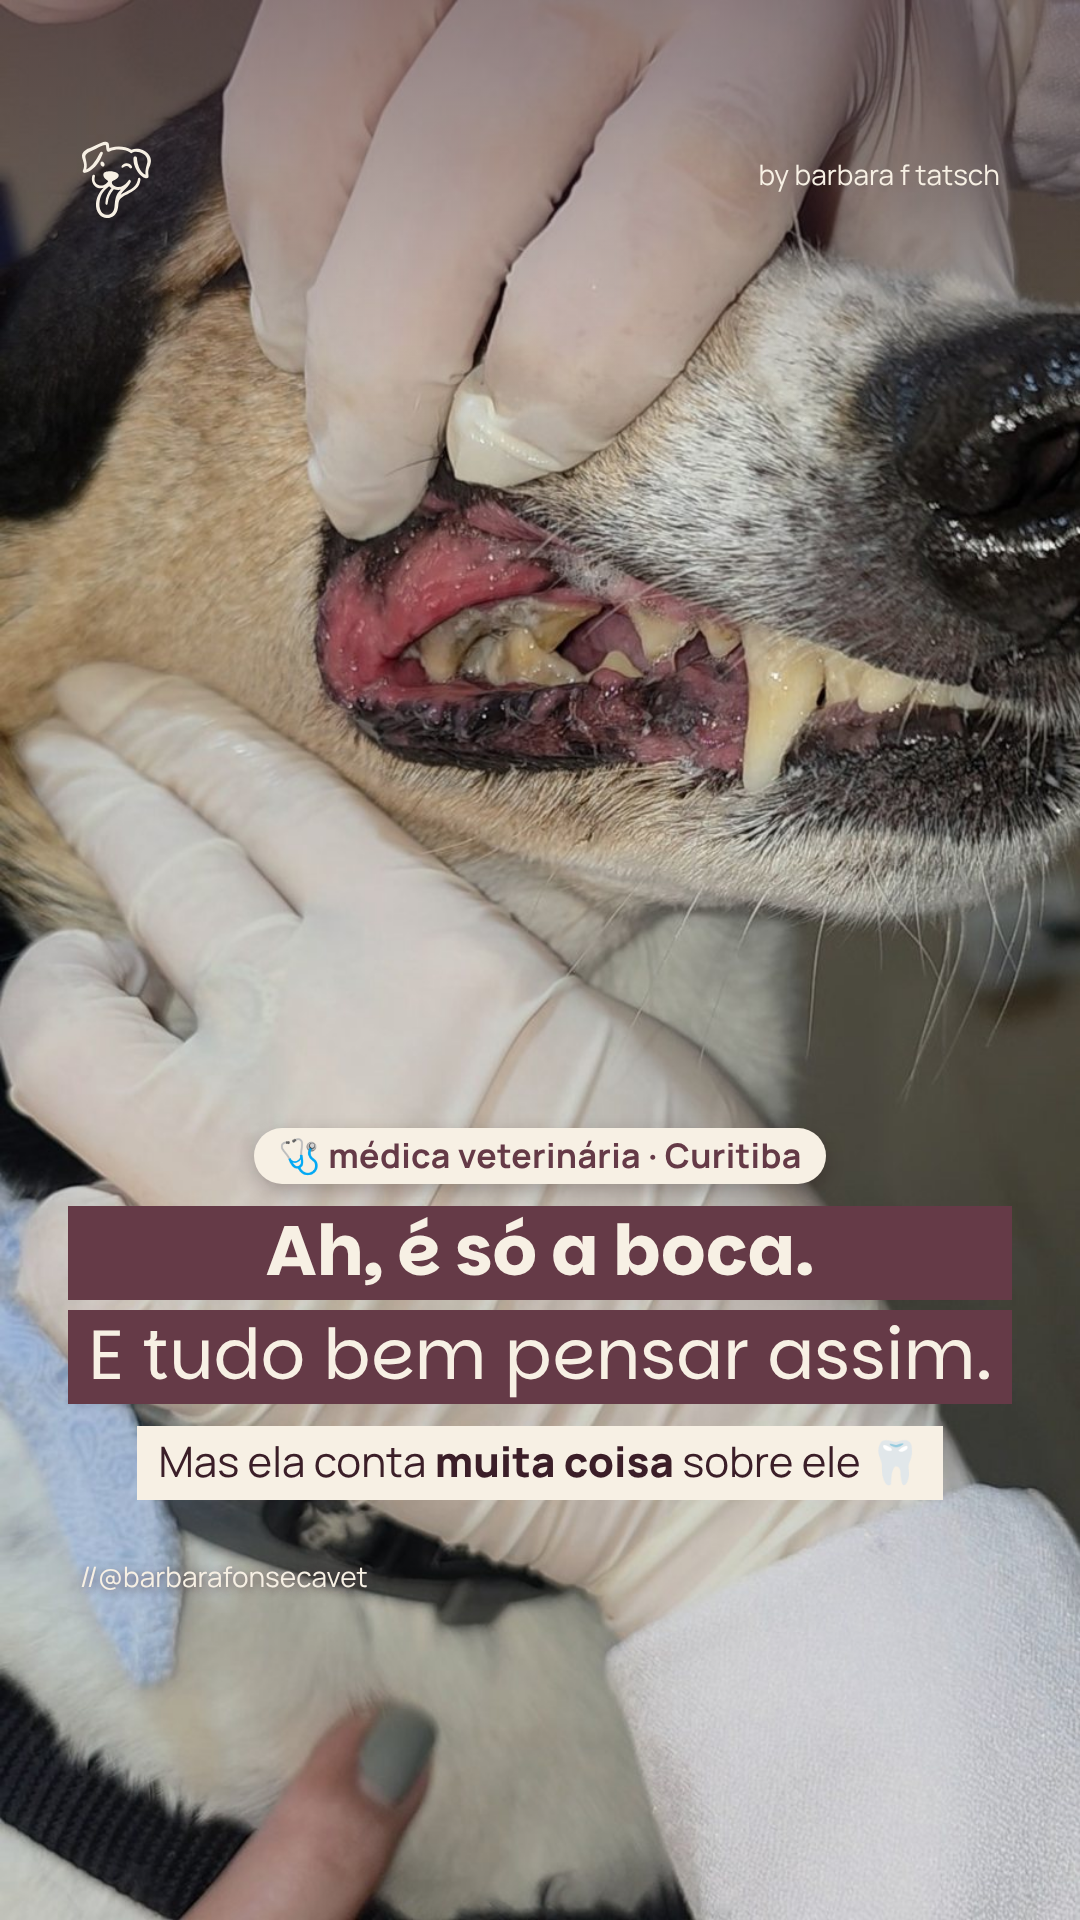 by barbara f tatsch
🩺 médica veterinária · Curitiba
Ah, é só a boca.
E tudo bem pensar assim.
Mas ela conta muita coisa sobre ele 🦷
//@barbarafonsecavet